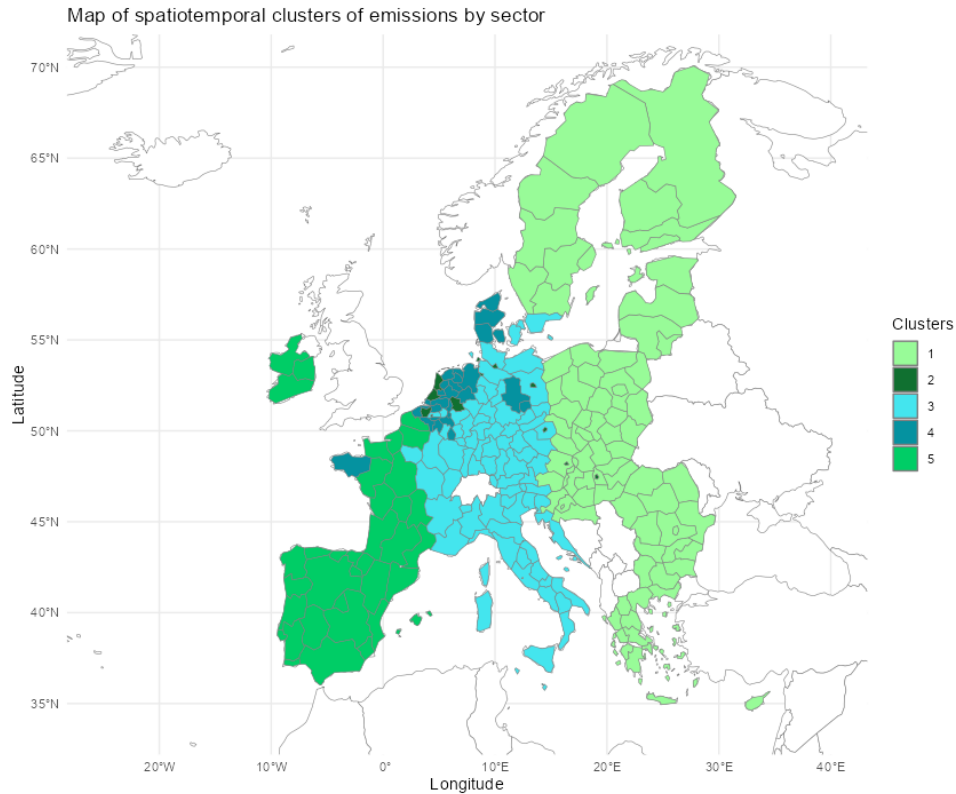 Map of spatiotemporal clusters of emissions by sector
70°N
65°N
60°N
55°N
50°N
45°N
40°N
35°N
Latitude
20°W
10°W
0°
10°E
20°E
30°E
40°E
Longitude
Clusters
1
2
3
4
5